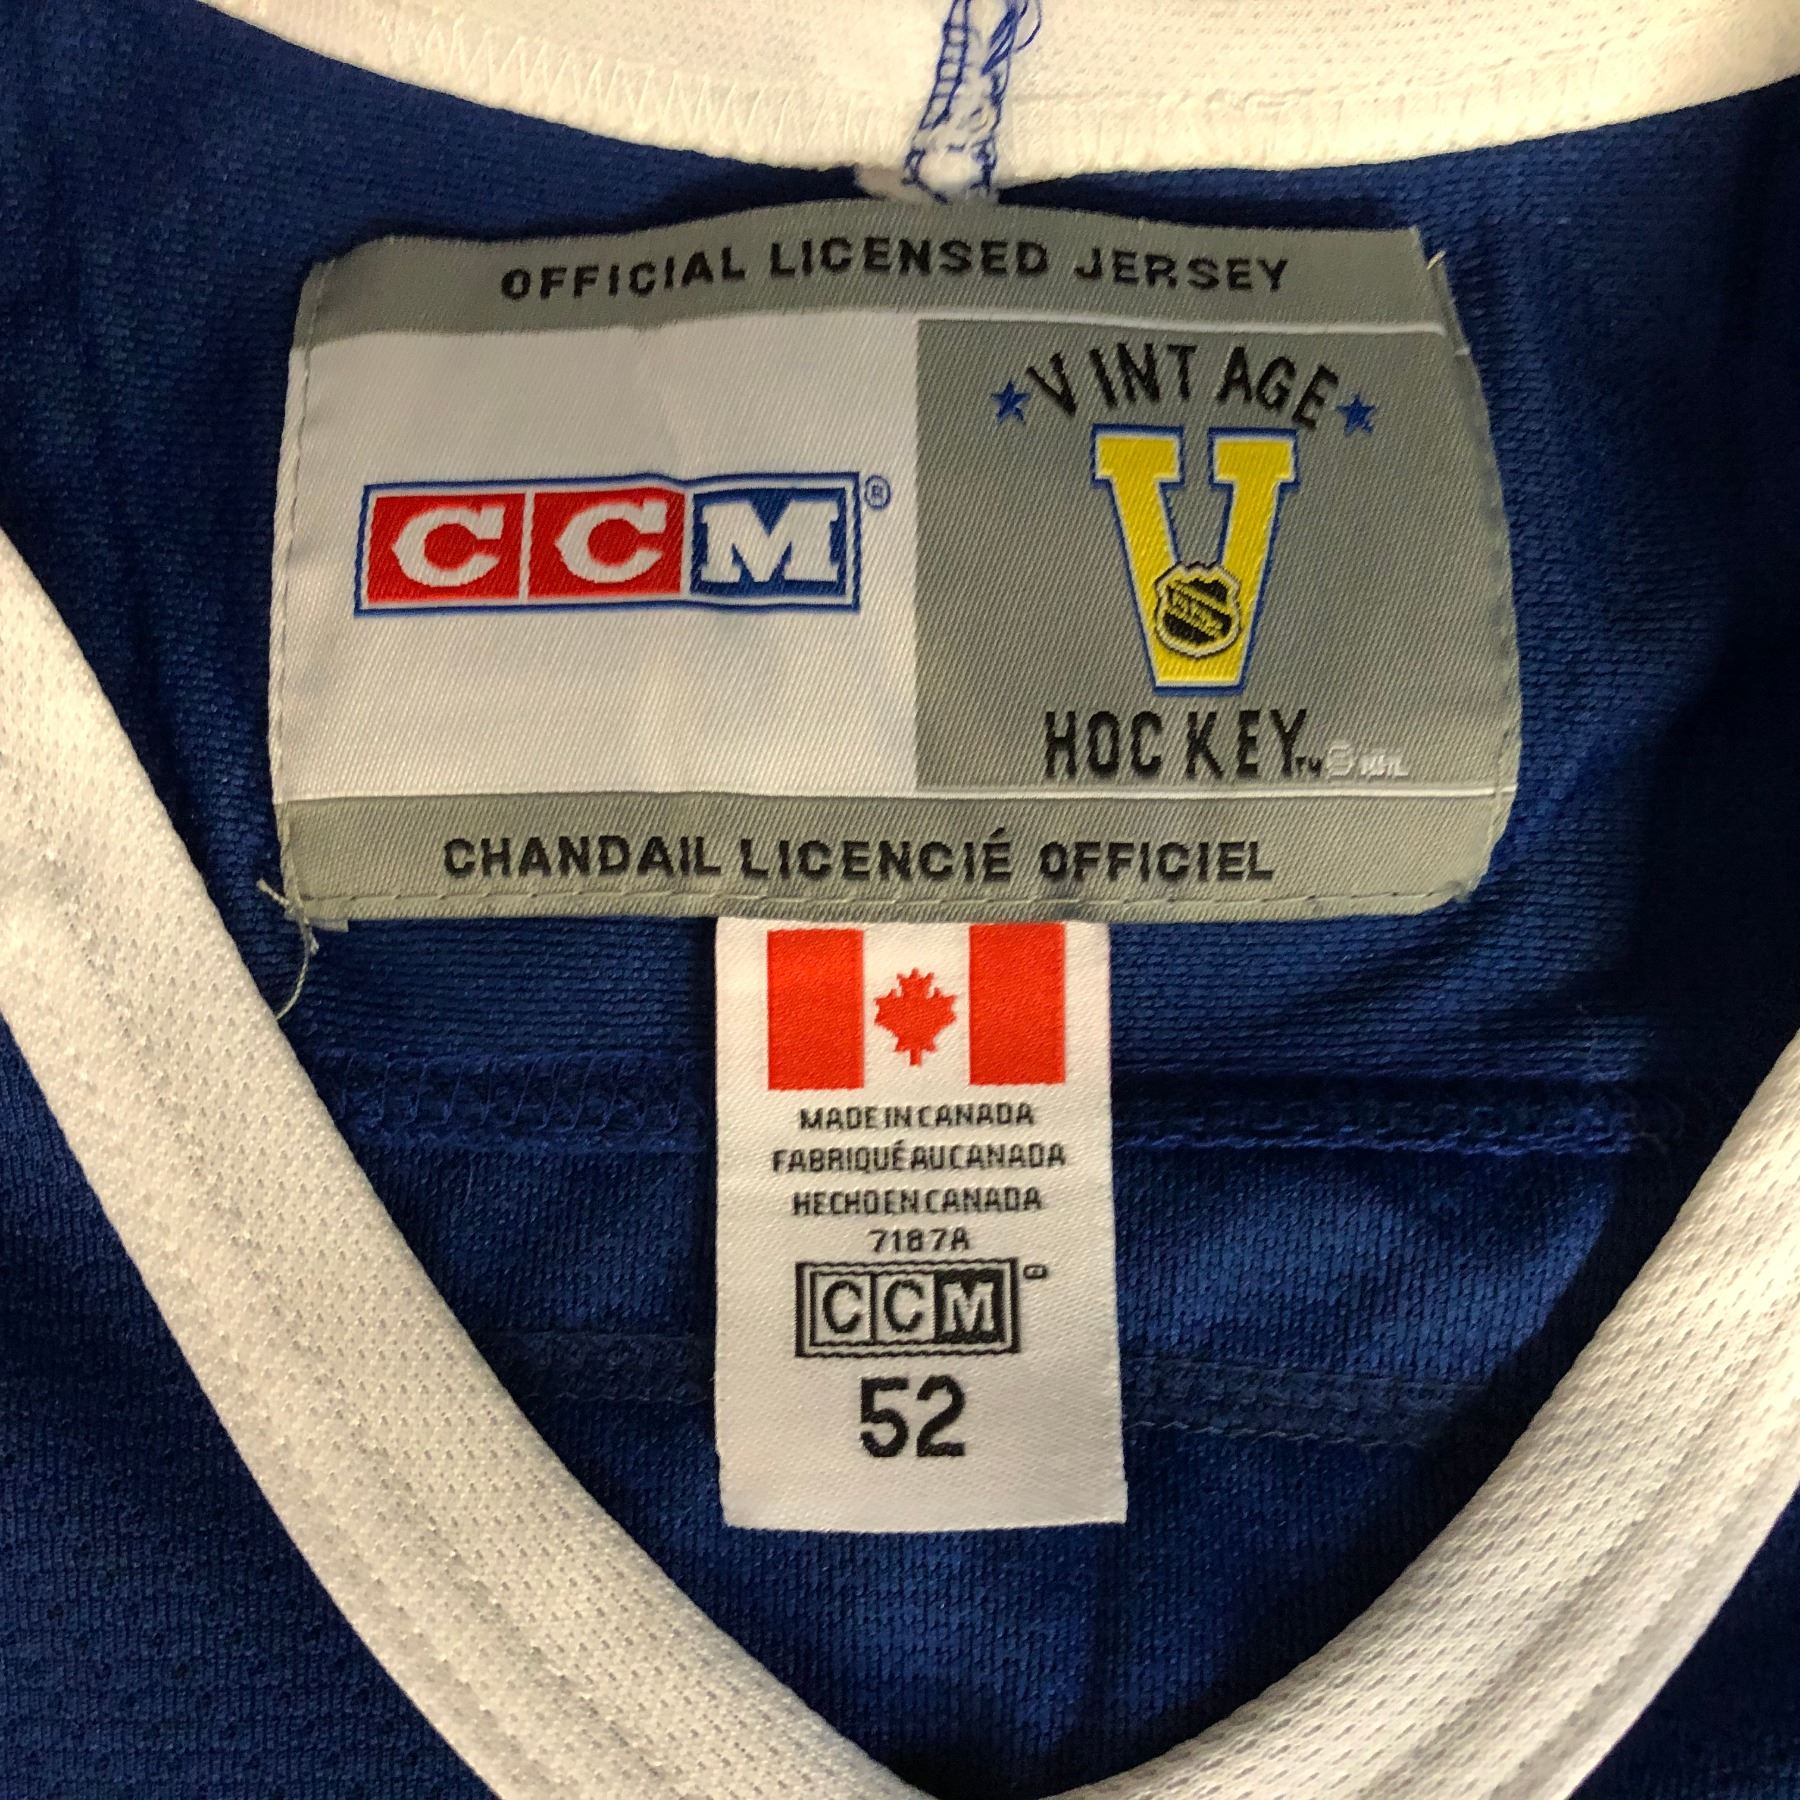 OFFICIAL LICENSED JERSEY
CCM®
VINTAGE
V
HOCKEY™
CHANDAIL LICENCIÉ OFFICIEL
MADE IN CANADA
FABRIQUÉ AU CANADA
HECHO EN CANADA
7187A
CCM®
52